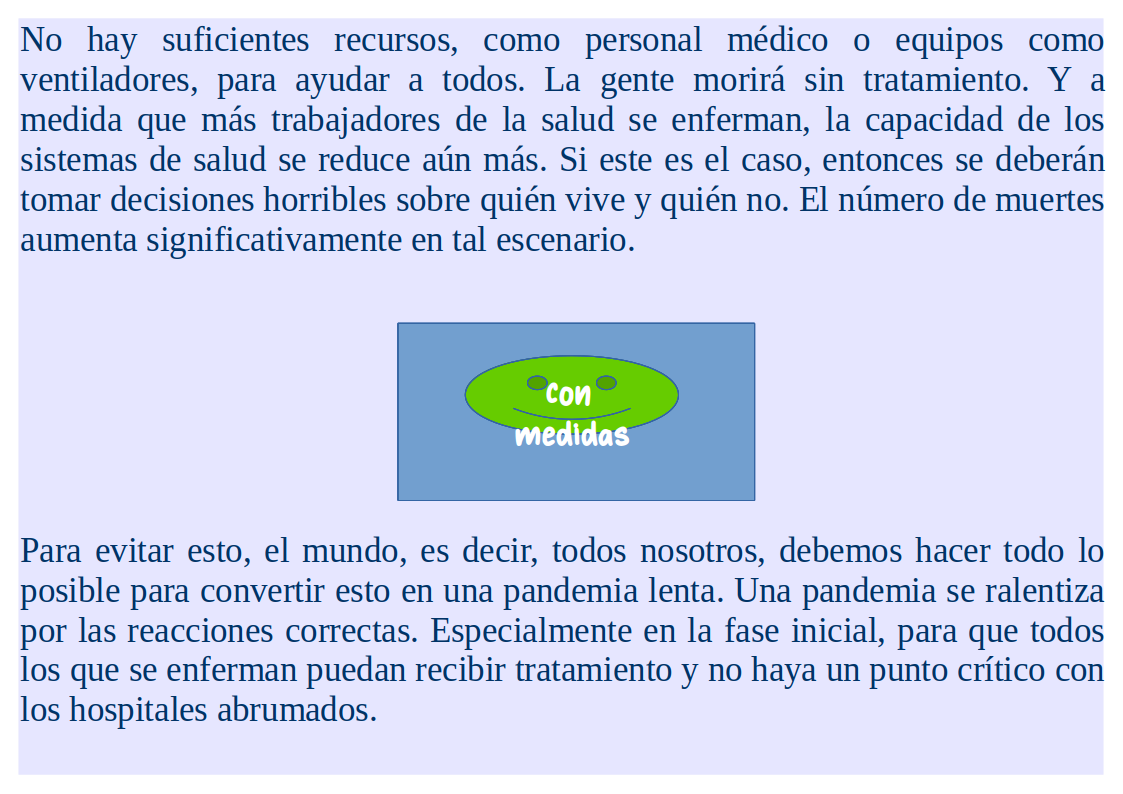 No hay suficientes recursos, como personal médico o equipos como
ventiladores, para ayudar a todos. La gente morirá sin tratamiento. Y a
medida que más trabajadores de la salud se enferman, la capacidad de los
sistemas de salud se reduce aún más. Si este es el caso, entonces se deberán
tomar decisiones horribles sobre quién vive y quién no. El número de muertes
aumenta significativamente en tal escenario.
con
medidas
Para evitar esto, el mundo, es decir, todos nosotros, debemos hacer todo lo
posible para convertir esto en una pandemia lenta. Una pandemia se ralentiza
por las reacciones correctas. Especialmente en la fase inicial, para que todos
los que se enferman puedan recibir tratamiento y no haya un punto crítico con
los hospitales abrumados.